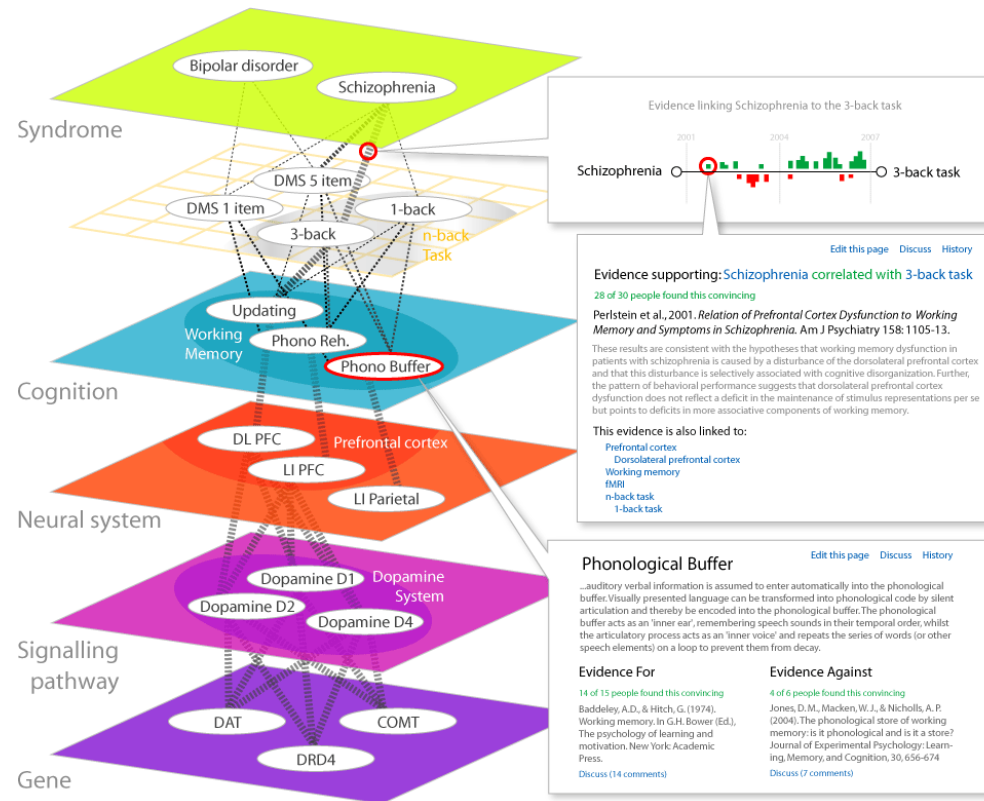 Bipolar disorder
Schizophrenia
Syndrome
DMS 5 item
DMS 1 item
1-back
3-back
n-back
Task
Updating
Working
Memory
Phono Reh.
Phono Buffer
Cognition
DL PFC
Prefrontal cortex
LI PFC
LI Parietal
Neural system
Dopamine D1
Dopamine
System
Dopamine D2
Dopamine D4
Signalling
pathway
DAT
COMT
DRD4
Gene
Evidence linking Schizophrenia to the 3-back task
2001 2004 2007
Schizophrenia 3-back task
Edit this page Discuss History
Evidence supporting: Schizophrenia correlated with 3-back task
28 of 30 people found this convincing
Perlstein et al., 2001. Relation of Prefrontal Cortex Dysfunction to Working
Memory and Symptoms in Schizophrenia. Am J Psychiatry 158: 1105-13.
These results are consistent with the hypotheses that working memory dysfunction in
patients with schizophrenia is caused by a disturbance of the dorsolateral prefrontal cortex
and that this disturbance is selectively associated with cognitive disorganization. Further,
the pattern of behavioral performance suggests that dorsolateral prefrontal cortex
dysfunction does not reflect a deficit in the maintenance of stimulus representations per se
but points to deficits in more associative components of working memory.
This evidence is also linked to:
Prefrontal cortex
Dorsolateral prefrontal cortex
Working memory
fMRI
n-back task
1-back task
Phonological Buffer
Edit this page Discuss History
...auditory verbal information is assumed to enter automatically into the phonological
buffer. Visually presented language can be transformed into phonological code by silent
articulation and thereby be encoded into the phonological buffer. The phonological
buffer acts as an 'inner ear', remembering speech sounds in their temporal order, whilst
the articulatory process acts as an 'inner voice' and repeats the series of words (or other
speech elements) on a loop to prevent them from decay.
Evidence For
14 of 15 people found this convincing
Baddeley, A.D., & Hitch, G. (1974).
Working memory. In G.H. Bower (Ed.),
The psychology of learning and
motivation. New York: Academic
Press.
Discuss (14 comments)
Evidence Against
4 of 6 people found this convincing
Jones, D. M., Macken, W. J., & Nicholls, A. P.
(2004). The phonological store of working
memory: is it phonological and is it a store?
Journal of Experimental Psychology: Learn-
ing, Memory, and Cognition, 30, 656-674
Discuss (7 comments)